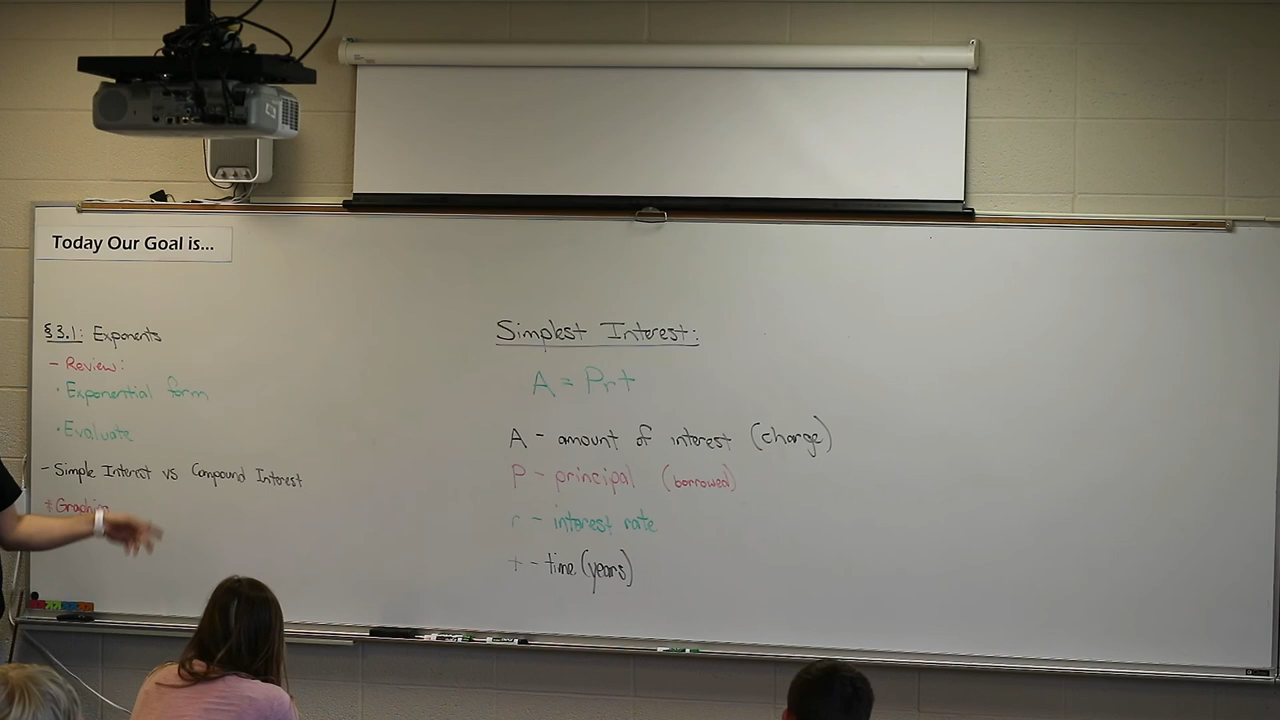 Today Our Goal is...
§3.1: Exponents
- Review:
• Exponential form
• Evaluate
- Simple Interest vs Compound Interest
Simplest Interest:
A = Prt
A - amount of interest (charge)
P - principal (borrowed)
r - interest rate
t - time (years)